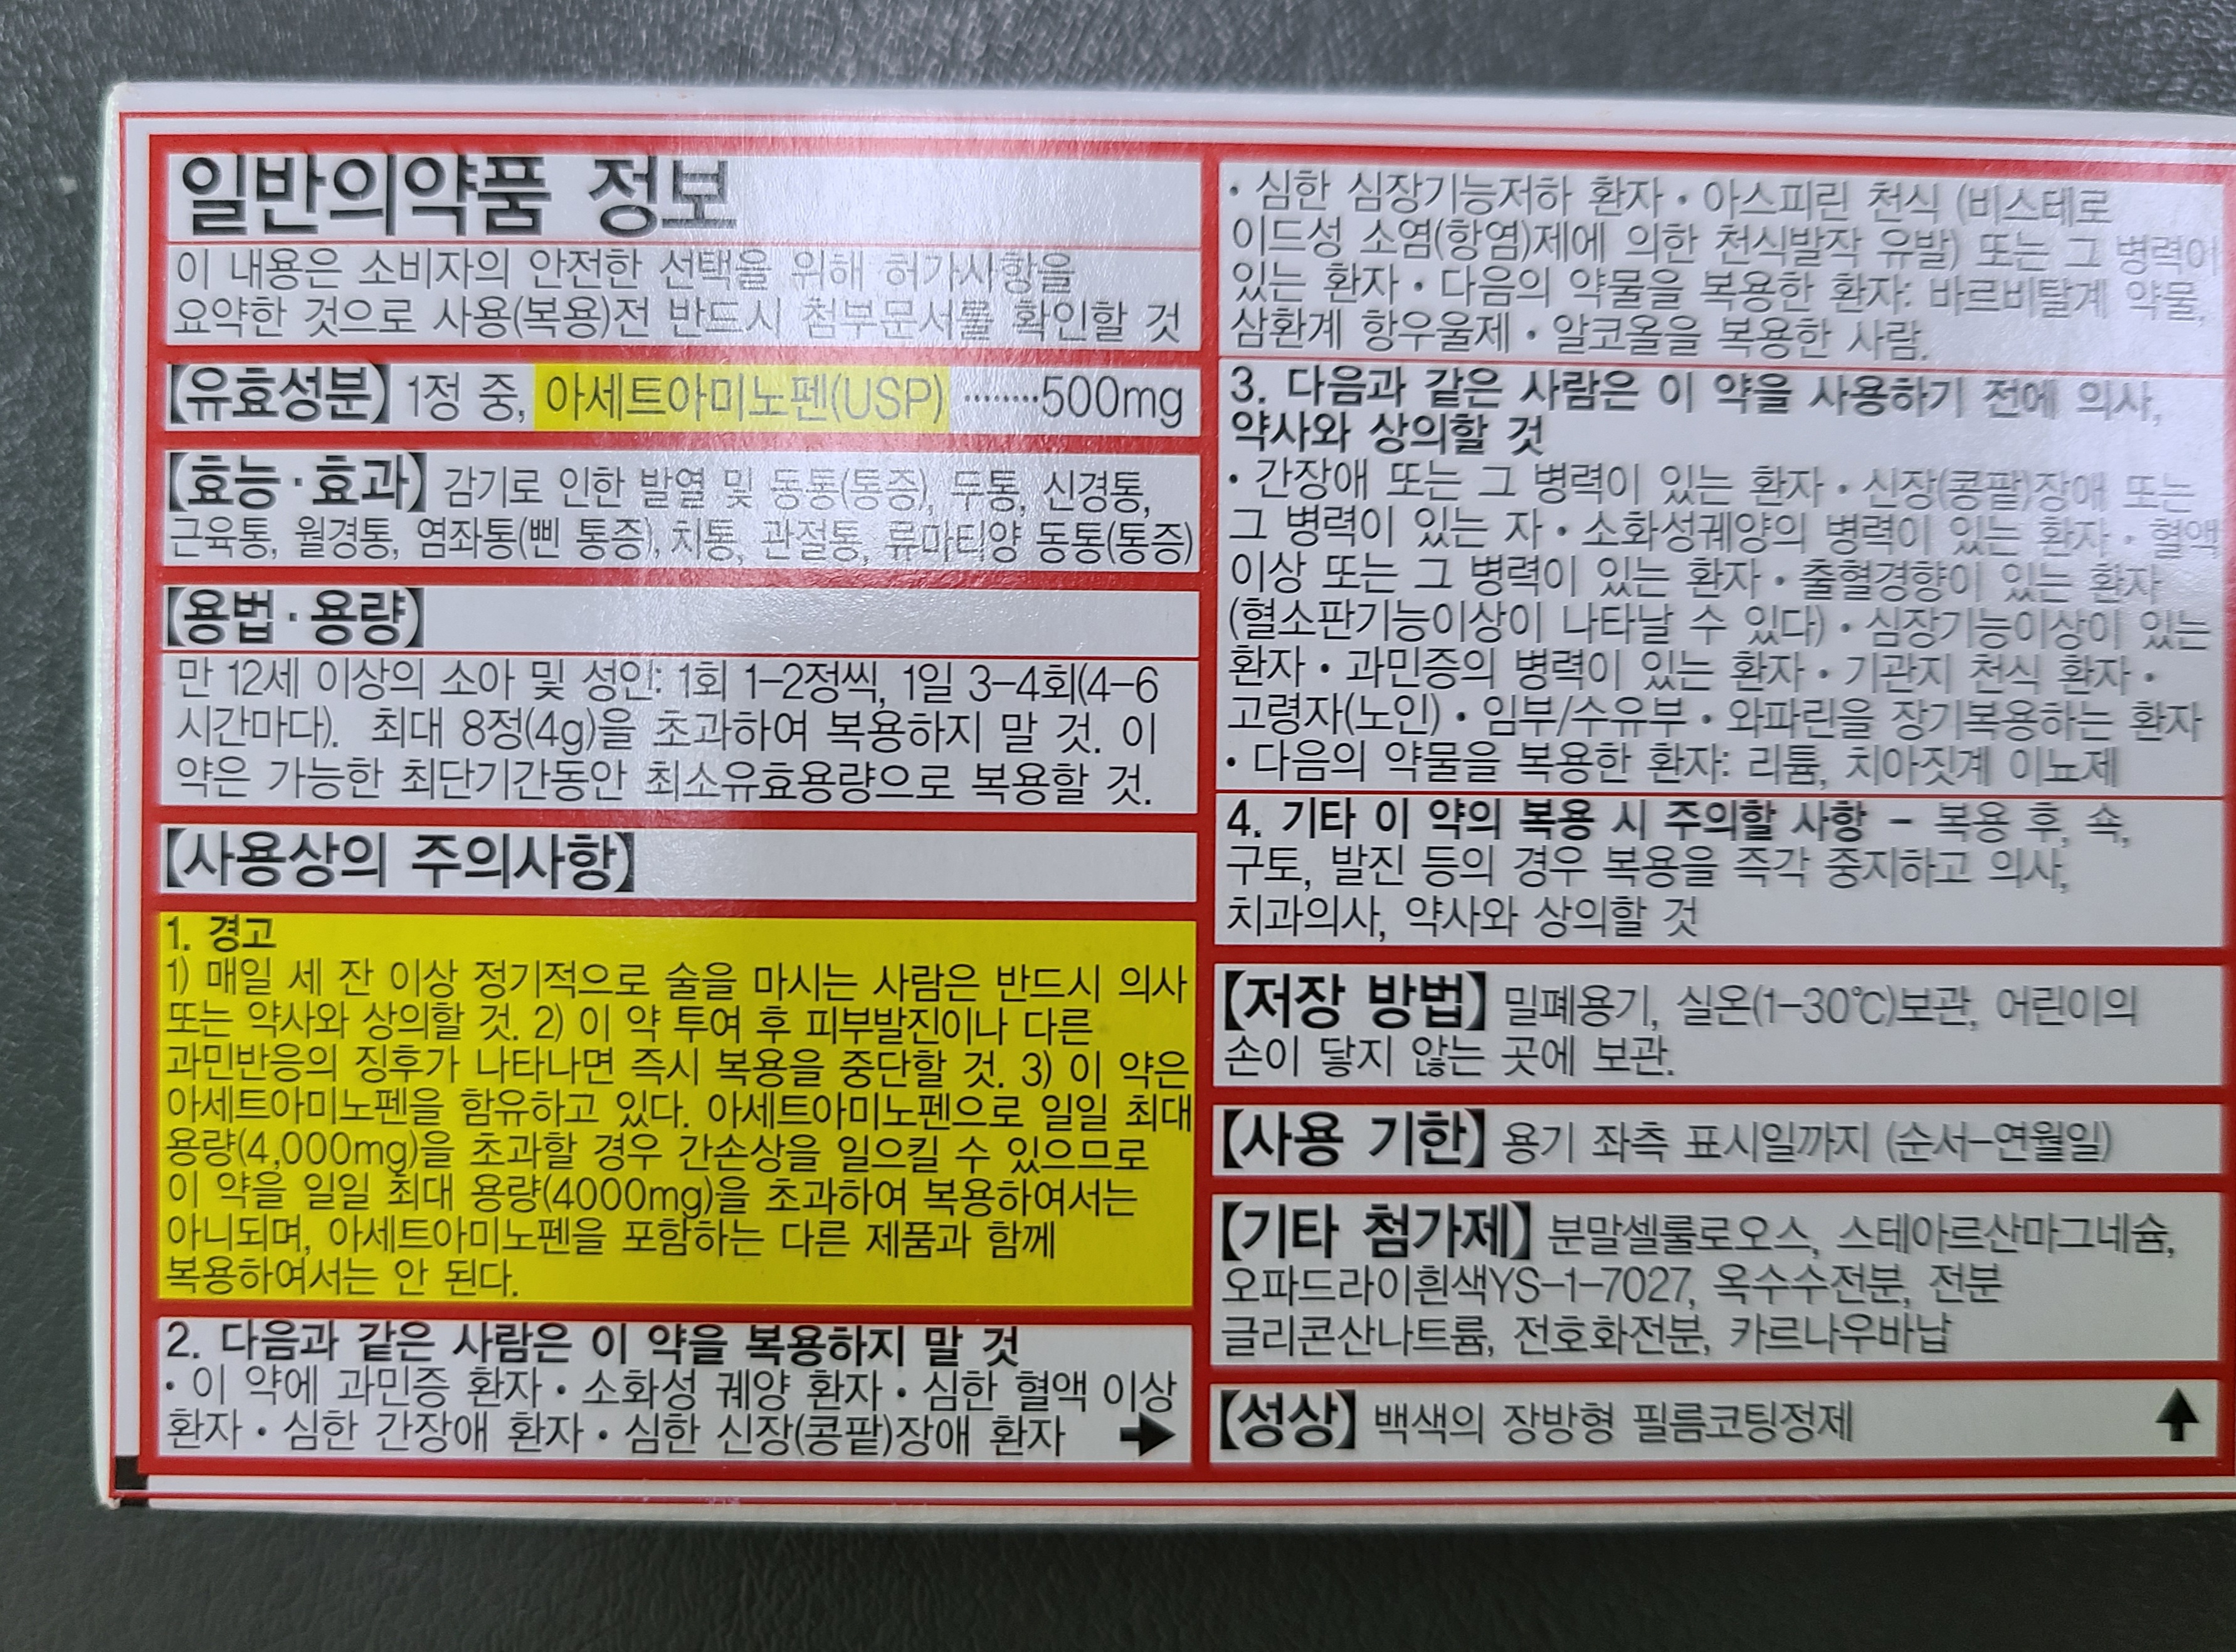 일반의약품 정보
이 내용은 소비자의 안전한 선택을 위해 허가사항을
요약한 것으로 사용(복용)전 반드시 첨부문서를 확인할 것
【유효성분】 1정 중, 아세트아미노펜(USP) ········500mg
【효능·효과】 감기로 인한 발열 및 동통(통증), 두통, 신경통,
근육통, 월경통, 염좌통(삔 통증), 치통, 관절통, 류마티양 동통(통증)
【용법·용량】
만 12세 이상의 소아 및 성인: 1회 1-2정씩, 1일 3-4회(4-6
시간마다). 최대 8정(4g)을 초과하여 복용하지 말 것. 이
약은 가능한 최단기간동안 최소유효용량으로 복용할 것.
【사용상의 주의사항】
1. 경고
1) 매일 세 잔 이상 정기적으로 술을 마시는 사람은 반드시 의사
또는 약사와 상의할 것. 2) 이 약 투여 후 피부발진이나 다른
과민반응의 징후가 나타나면 즉시 복용을 중단할 것. 3) 이 약은
아세트아미노펜을 함유하고 있다. 아세트아미노펜으로 일일 최대
용량(4,000mg)을 초과할 경우 간손상을 일으킬 수 있으므로
이 약을 일일 최대 용량(4000mg)을 초과하여 복용하여서는
아니되며, 아세트아미노펜을 포함하는 다른 제품과 함께
복용하여서는 안 된다.
2. 다음과 같은 사람은 이 약을 복용하지 말 것
• 이 약에 과민증 환자 • 소화성 궤양 환자 • 심한 혈액 이상
환자 • 심한 간장애 환자 • 심한 신장(콩팥)장애 환자
• 심한 심장기능저하 환자 • 아스피린 천식 (비스테로
이드성 소염(항염)제에 의한 천식발작 유발) 또는 그 병력이
있는 환자 • 다음의 약물을 복용한 환자: 바르비탈계 약물,
삼환계 항우울제 • 알코올을 복용한 사람.
3. 다음과 같은 사람은 이 약을 사용하기 전에 의사,
약사와 상의할 것
• 간장애 또는 그 병력이 있는 환자 • 신장(콩팥)장애 또는
그 병력이 있는 자 • 소화성궤양의 병력이 있는 환자 • 혈액
이상 또는 그 병력이 있는 환자 • 출혈경향이 있는 환자
(혈소판기능이상이 나타날 수 있다) • 심장기능이상이 있는
환자 • 과민증의 병력이 있는 환자 • 기관지 천식 환자 •
고령자(노인) • 임부/수유부 • 와파린을 장기복용하는 환자
• 다음의 약물을 복용한 환자: 리튬, 치아짓계 이뇨제
4. 기타 이 약의 복용 시 주의할 사항 - 복용 후, 쇽,
구토, 발진 등의 경우 복용을 즉각 중지하고 의사,
치과의사, 약사와 상의할 것
【저장 방법】 밀폐용기, 실온(1-30℃)보관, 어린이의
손이 닿지 않는 곳에 보관.
【사용 기한】 용기 좌측 표시일까지 (순서-연월일)
【기타 첨가제】 분말셀룰로오스, 스테아르산마그네슘,
오파드라이흰색YS-1-7027, 옥수수전분, 전분
글리콘산나트륨, 전호화전분, 카르나우바납
【성상】 백색의 장방형 필름코팅정제